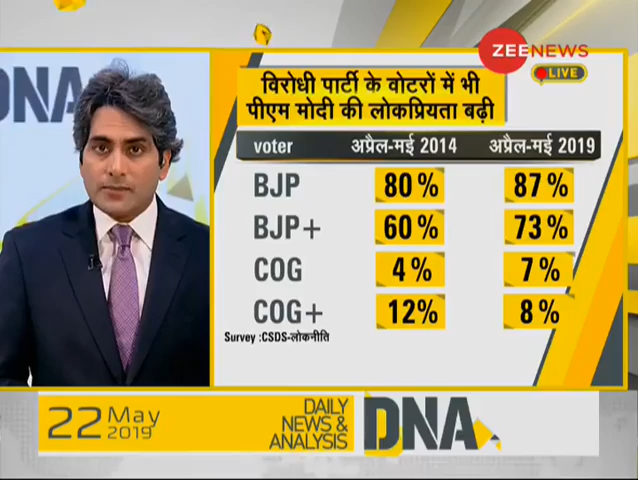 DNA
ZEE NEWS
LIVE
विरोधी पार्टी के वोटरों में भी
पीएम मोदी की लोकप्रियता बढ़ी
voter अप्रैल-मई 2014 अप्रैल-मई 2019
BJP 80% 87%
BJP+ 60% 73%
COG 4% 7%
COG+ 12% 8%
Survey :CSDS-लोकनीति
22 May
2019
DAILY
NEWS &
ANALYSIS
DNA